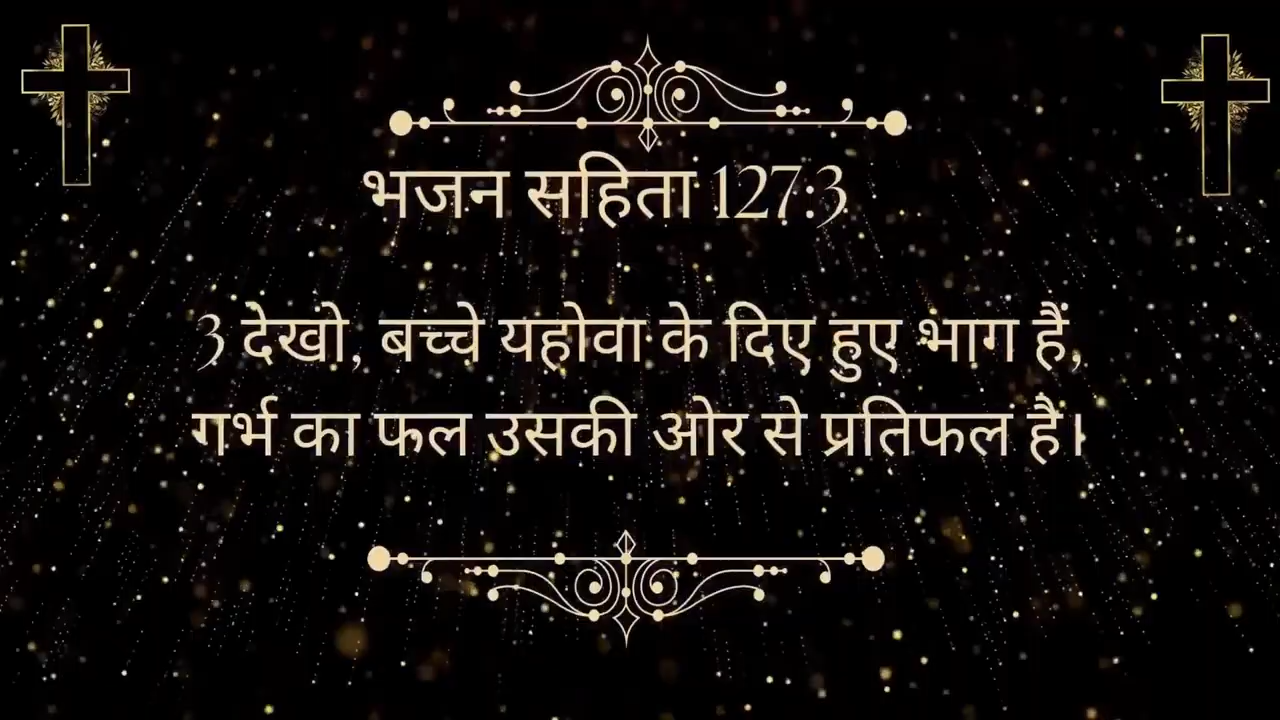 भजन सहिता 127:3
3 देखो, बच्चे यहोवा के दिए हुए भाग हैं,
गर्भ का फल उसकी ओर से प्रतिफल है।